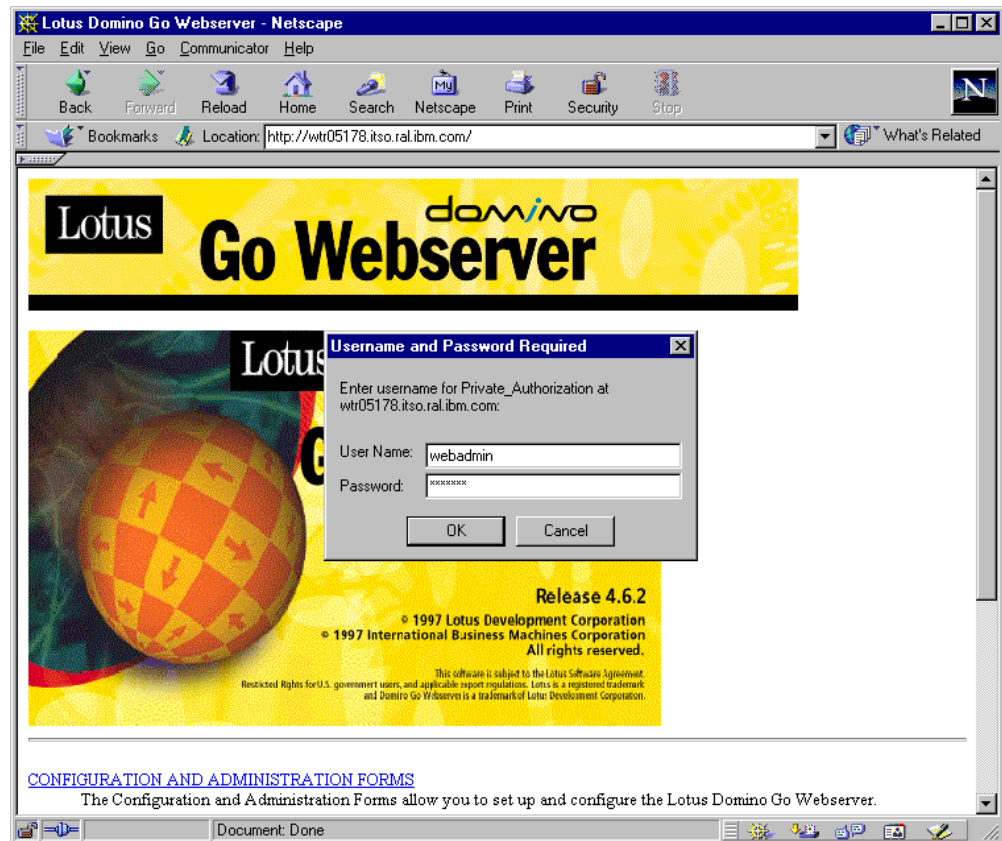 Lotus Domino Go Webserver - Netscape
File Edit View Go Communicator Help
My
N
Back Forward Reload Home Search Netscape Print Security Stop
Bookmarks Location: http://wtr05178.itso.ral.ibm.com/ What's Related
Lotus
domino
Go Webserver
Lotus
G
Username and Password Required
Enter username for Private_Authorization at
wtr05178.itso.ral.ibm.com:
User Name: webadmin
Password: *******
OK Cancel
Release 4.6.2
© 1997 Lotus Development Corporation
© 1997 International Business Machines Corporation
All rights reserved.
This software is subject to the Lotus Software Agreement.
Restricted Rights for U.S. government users, and applicable export regulations. Lotus is a registered trademark
and Domino Go Webserver is a trademark of Lotus Development Corporation.
CONFIGURATION AND ADMINISTRATION FORMS
The Configuration and Administration Forms allow you to set up and configure the Lotus Domino Go Webserver.
Document: Done